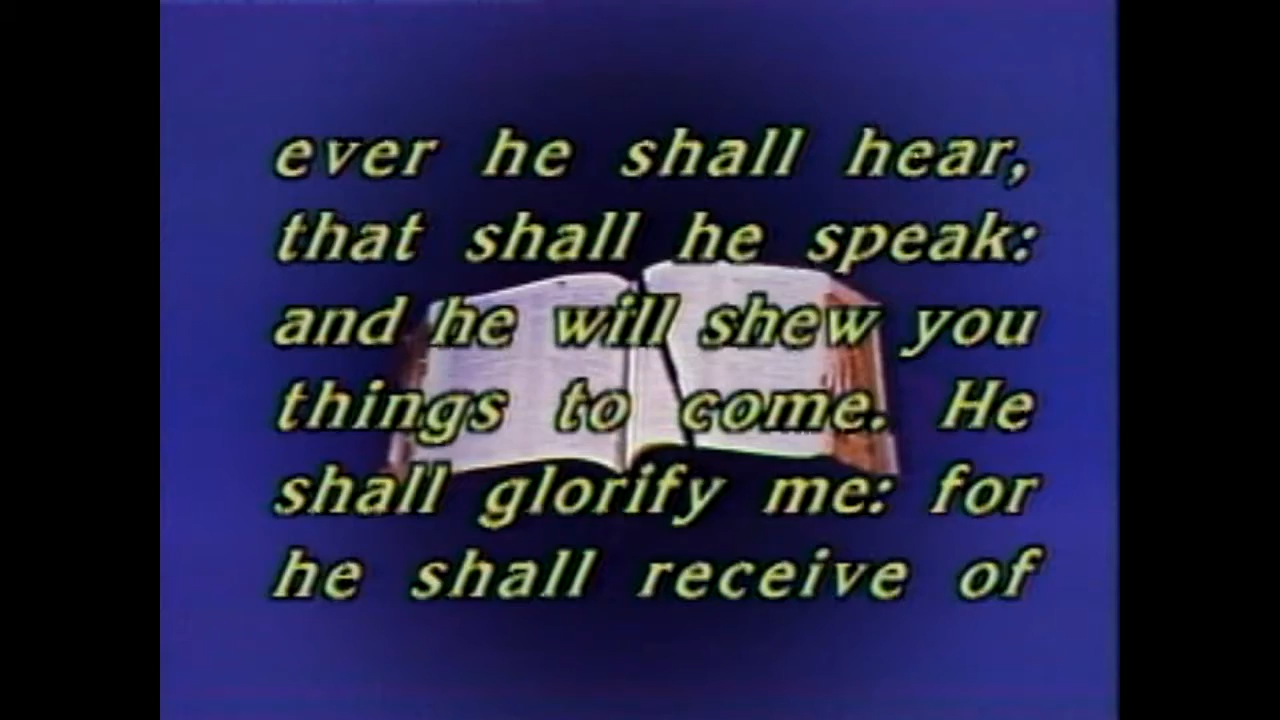 ever he shall hear,
that shall he speak:
and he will shew you
things to come. He
shall glorify me: for
he shall receive of